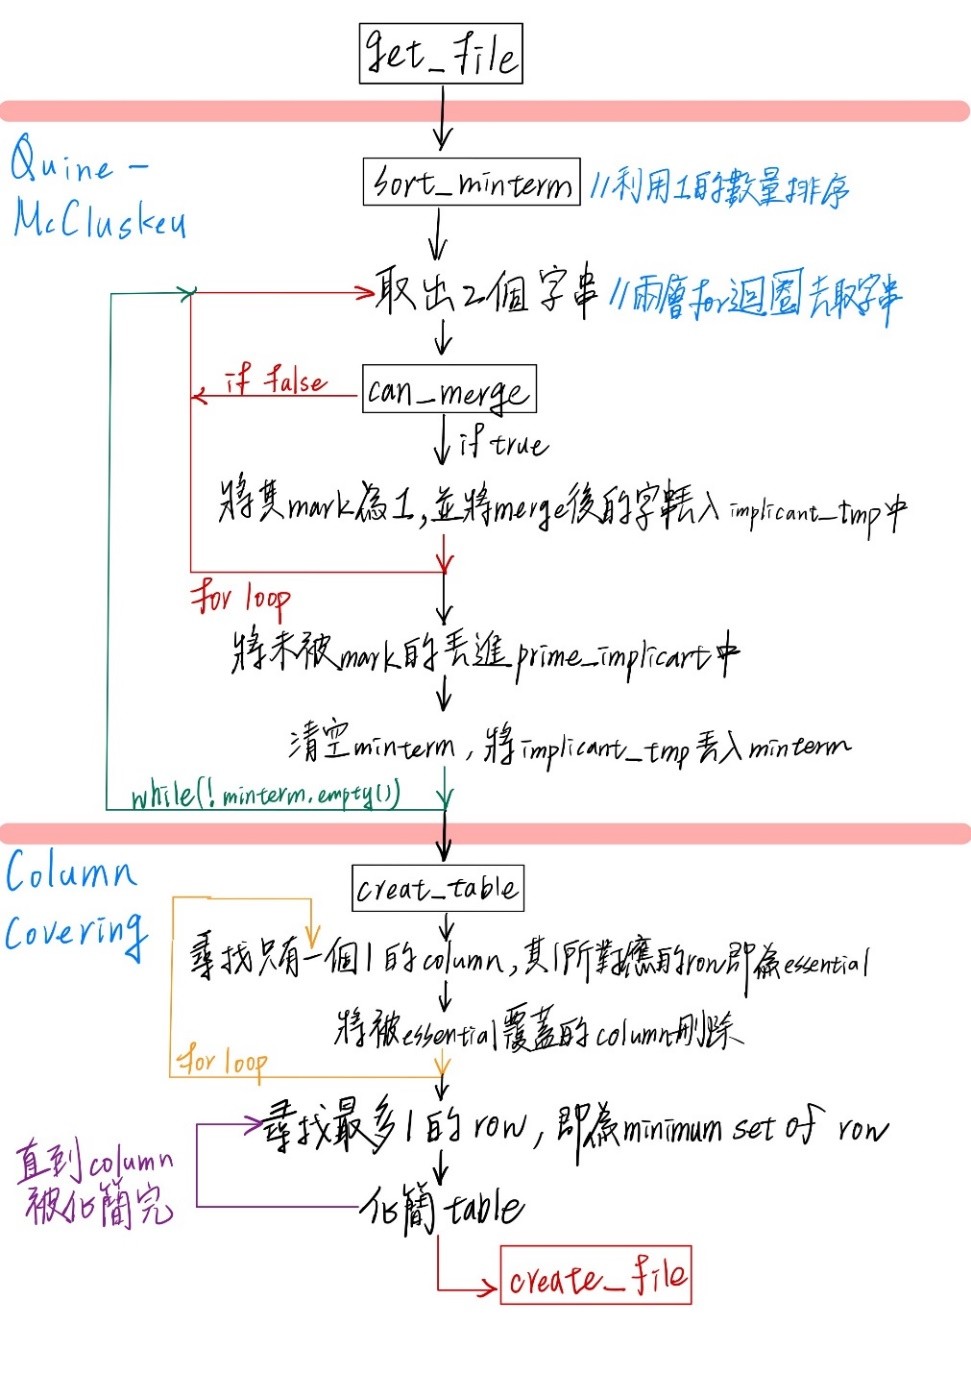 get_file
Quine-
McCluskey
sort_minterm //利用1的數量排序
取出2個字串 //兩層for迴圈去取字串
if false
can_merge
if true
將其mark為1,並將merge後的字串丟入implicant_tmp中
for loop
將未被mark的丟進prime_implicant中
清空minterm,將implicant_tmp丟入minterm
while(!minterm.empty())
Column
Covering
creat_table
尋找只有一個1的column,其1所對應的row即為essential
將被essential覆蓋的column刪除
for loop
尋找最多1的row,即為minimum set of row
直到column
被化簡完
化簡table
create_file